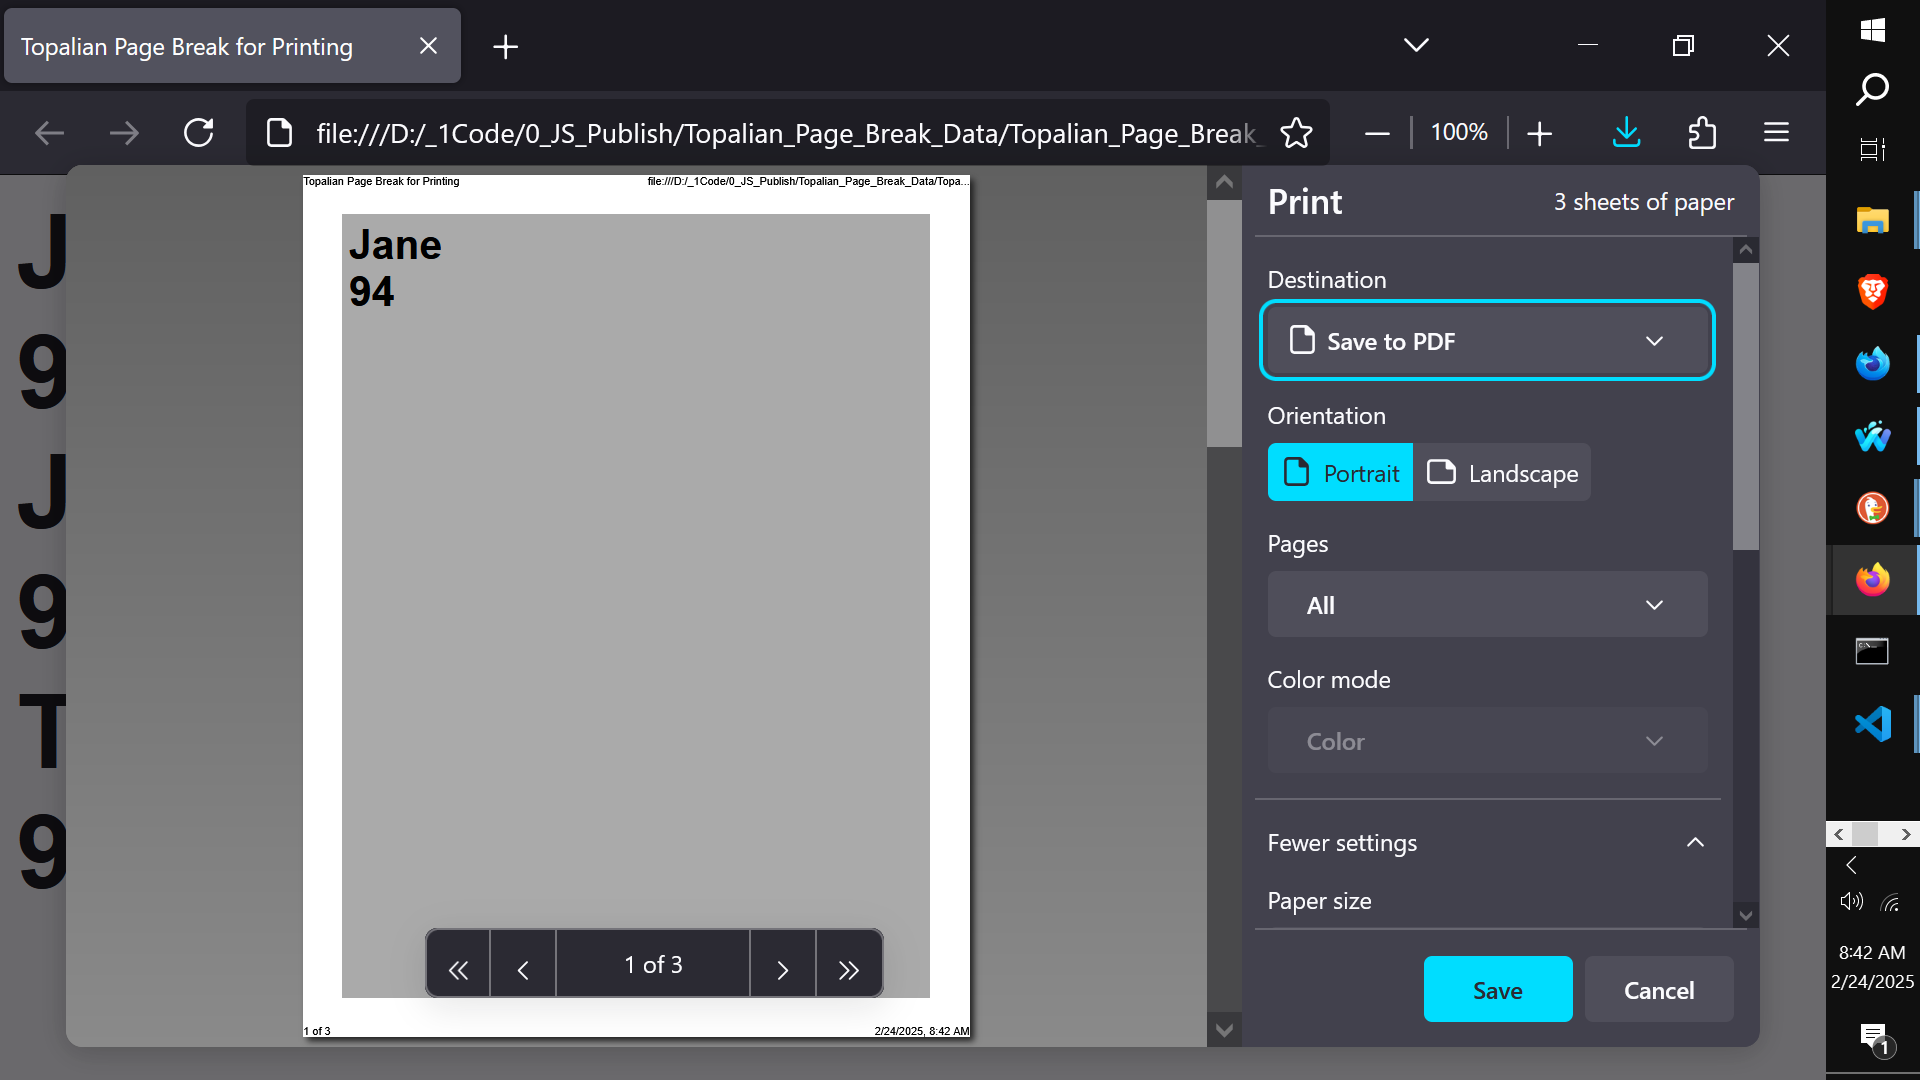 Topalian Page Break for Printing
file:///D:/_1Code/0_JS_Publish/Topalian_Page_Break_Data/Topalian_Page_Break_
100%
J
9
J
9
T
9
Topalian Page Break for Printing file:///D:/_1Code/0_JS_Publish/Topalian_Page_Break_Data/Topa...
Jane
94
1 of 3
1 of 3 2/24/2025, 8:42 AM
Print 3 sheets of paper
Destination
Save to PDF
Orientation
Portrait Landscape
Pages
All
Color mode
Color
Fewer settings
Paper size
Save Cancel
8:42 AM
2/24/2025
1